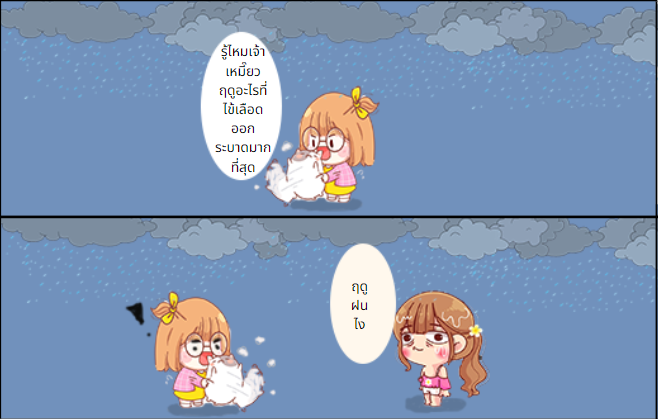 รู้ไหมเจ้า
เหมี๊ยว
ฤดูอะไรที่
ไข้เลือด
ออก
ระบาดมาก
ที่สุด
ฤดู
ฝน
ไง